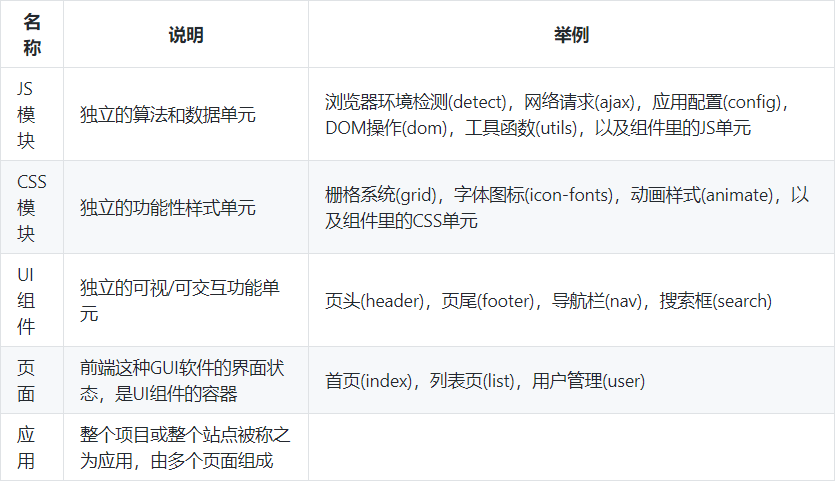 名
称
说明
举例
JS
模
块
独立的算法和数据单元
浏览器环境检测(detect)，网络请求(ajax)，应用配置(config)，
DOM操作(dom)，工具函数(utils)，以及组件里的JS单元
CSS
模
块
独立的功能性样式单元
栅格系统(grid)，字体图标(icon-fonts)，动画样式(animate)，以
及组件里的CSS单元
UI
组
件
独立的可视/可交互功能单
元
页头(header)，页尾(footer)，导航栏(nav)，搜索框(search)
页
面
前端这种GUI软件的界面状
态，是UI组件的容器
首页(index)，列表页(list)，用户管理(user)
应
用
整个项目或整个站点被称之
为应用，由多个页面组成